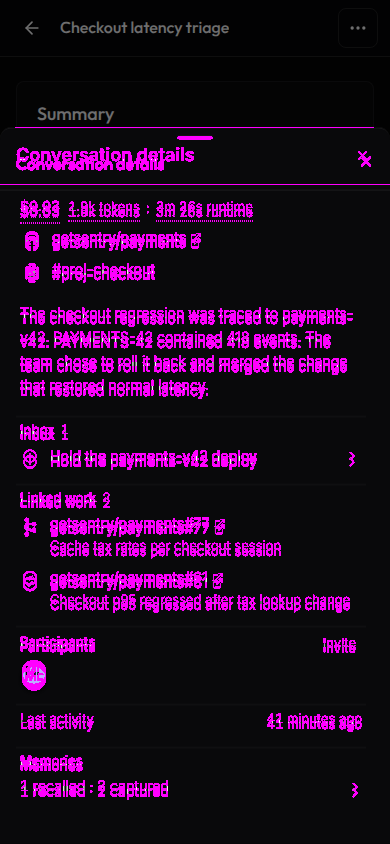 Checkout latency triage
Summary
Conversation details
1.9k tokens · 3m 26s runtime
getsentry/payments
#proj-checkout
The checkout regression was traced to payments-
v42. PAYMENTS-42 contained events. The
team chose to roll it back and merged the change
that restored normal latency.
Inbox 1
Hold the payments-v42 deploy
Linked work 2
getsentry/payments#77
Cache tax rates per checkout session
getsentry/payments#81
Checkout p95 regressed after tax lookup change
Participants
Invite
Last activity
minutes ago
Memories
1 recalled · 2 captured